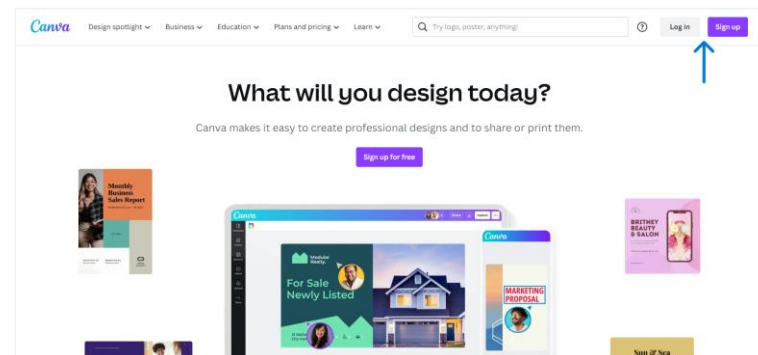 Canva
Design spotlight
Business
Education
Plans and pricing
Learn
Try logo, poster, anything!
Log in
Sign up
What will you design today?
Canva makes it easy to create professional designs and to share or print them.
Sign up for free
Monthly
Business
Sales Report
Canva
Modular
Realty.
For Sale
Newly Listed
Canva
MARKETING
PROPOSAL
BRITNEY
BEAUTY
& SALON
Sun & Sea